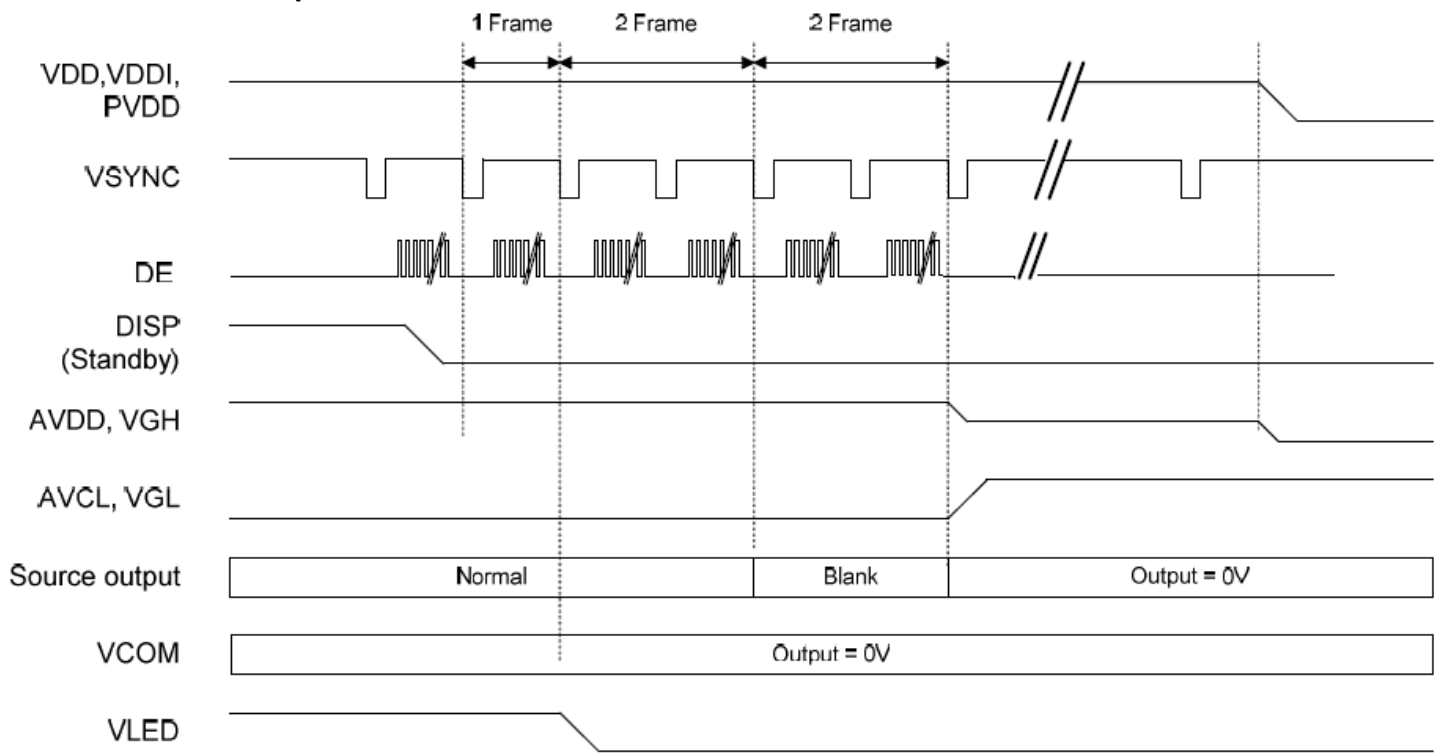 1 Frame
2 Frame
2 Frame
VDD,VDDI,
PVDD
VSYNC
DE
DISP
(Standby)
AVDD, VGH
AVCL, VGL
Source output
Normal
Blank
Output = 0V
VCOM
Output = 0V
VLED